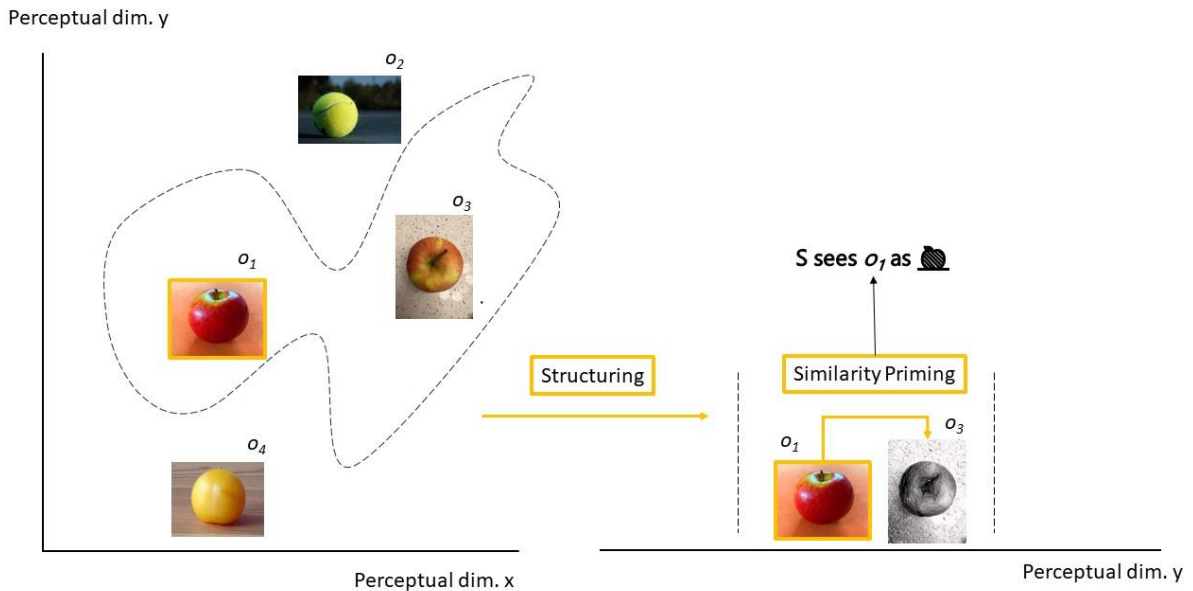 Perceptual dim. y
o₂
o₃
o₁
S sees o₁ as
Structuring
Similarity Priming
o₃
o₁
o₄
Perceptual dim. x
Perceptual dim. y